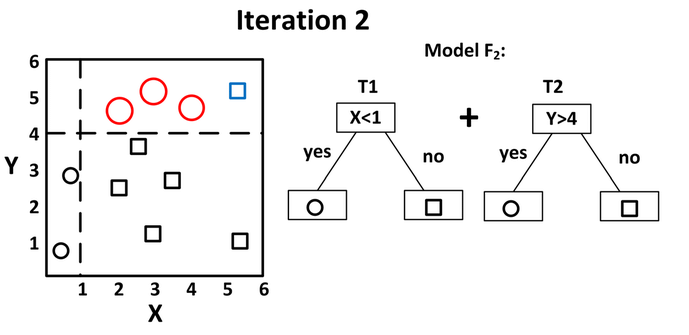 Iteration 2
Model F₂:
6
5
4
3
2
1
Y
1 2 3 4 5 6
X
T1
X<1
yes
no
+
T2
Y>4
yes
no